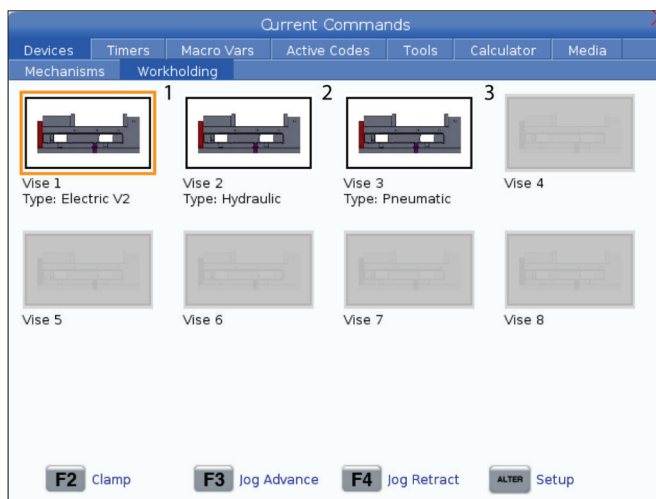 Current Commands
Devices Timers Macro Vars Active Codes Tools Calculator Media
Mechanisms Workholding
1 2 3
Vise 1 Vise 2 Vise 3 Vise 4
Type: Electric V2 Type: Hydraulic Type: Pneumatic
Vise 5 Vise 6 Vise 7 Vise 8
F2 Clamp F3 Jog Advance F4 Jog Retract ALTER Setup